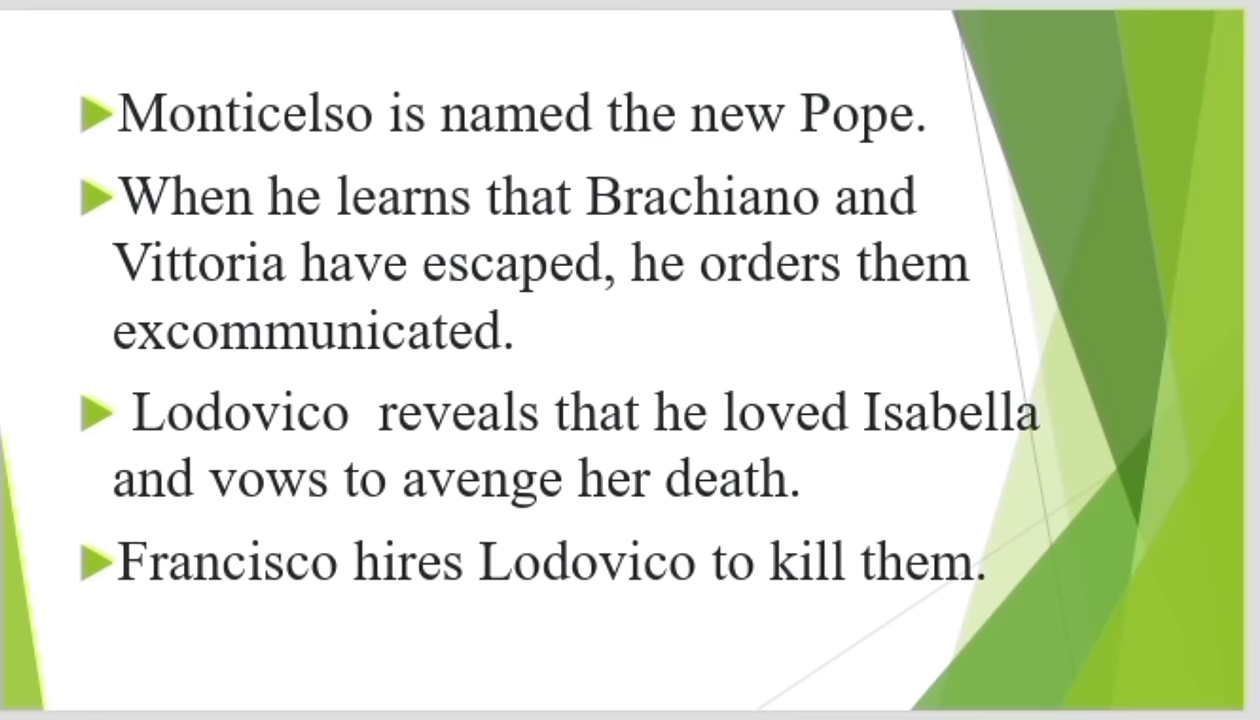 Monticelso is named the new Pope.
When he learns that Brachiano and
Vittoria have escaped, he orders them
excommunicated.
Lodovico  reveals that he loved Isabella
and vows to avenge her death.
Francisco hires Lodovico to kill them.